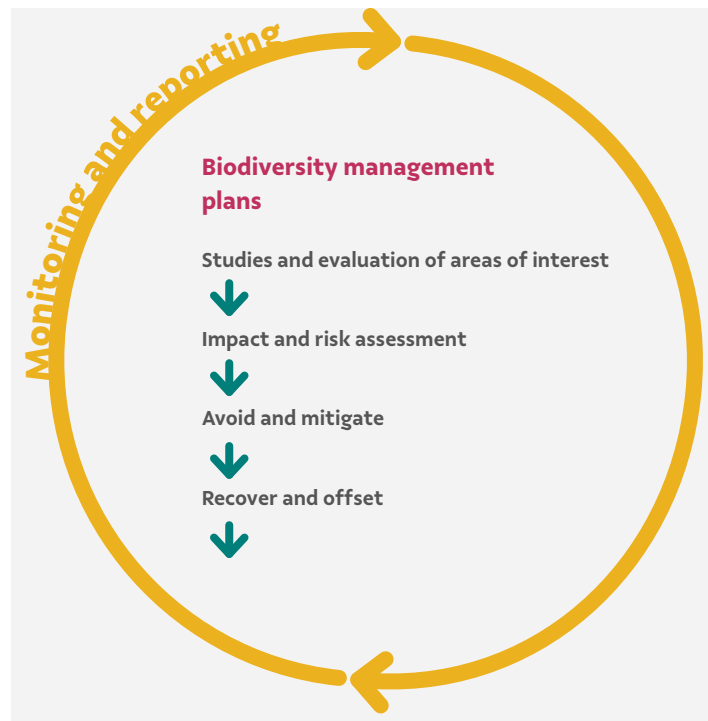 Monitoring and reporting
Biodiversity management
plans
Studies and evaluation of areas of interest
Impact and risk assessment
Avoid and mitigate
Recover and offset